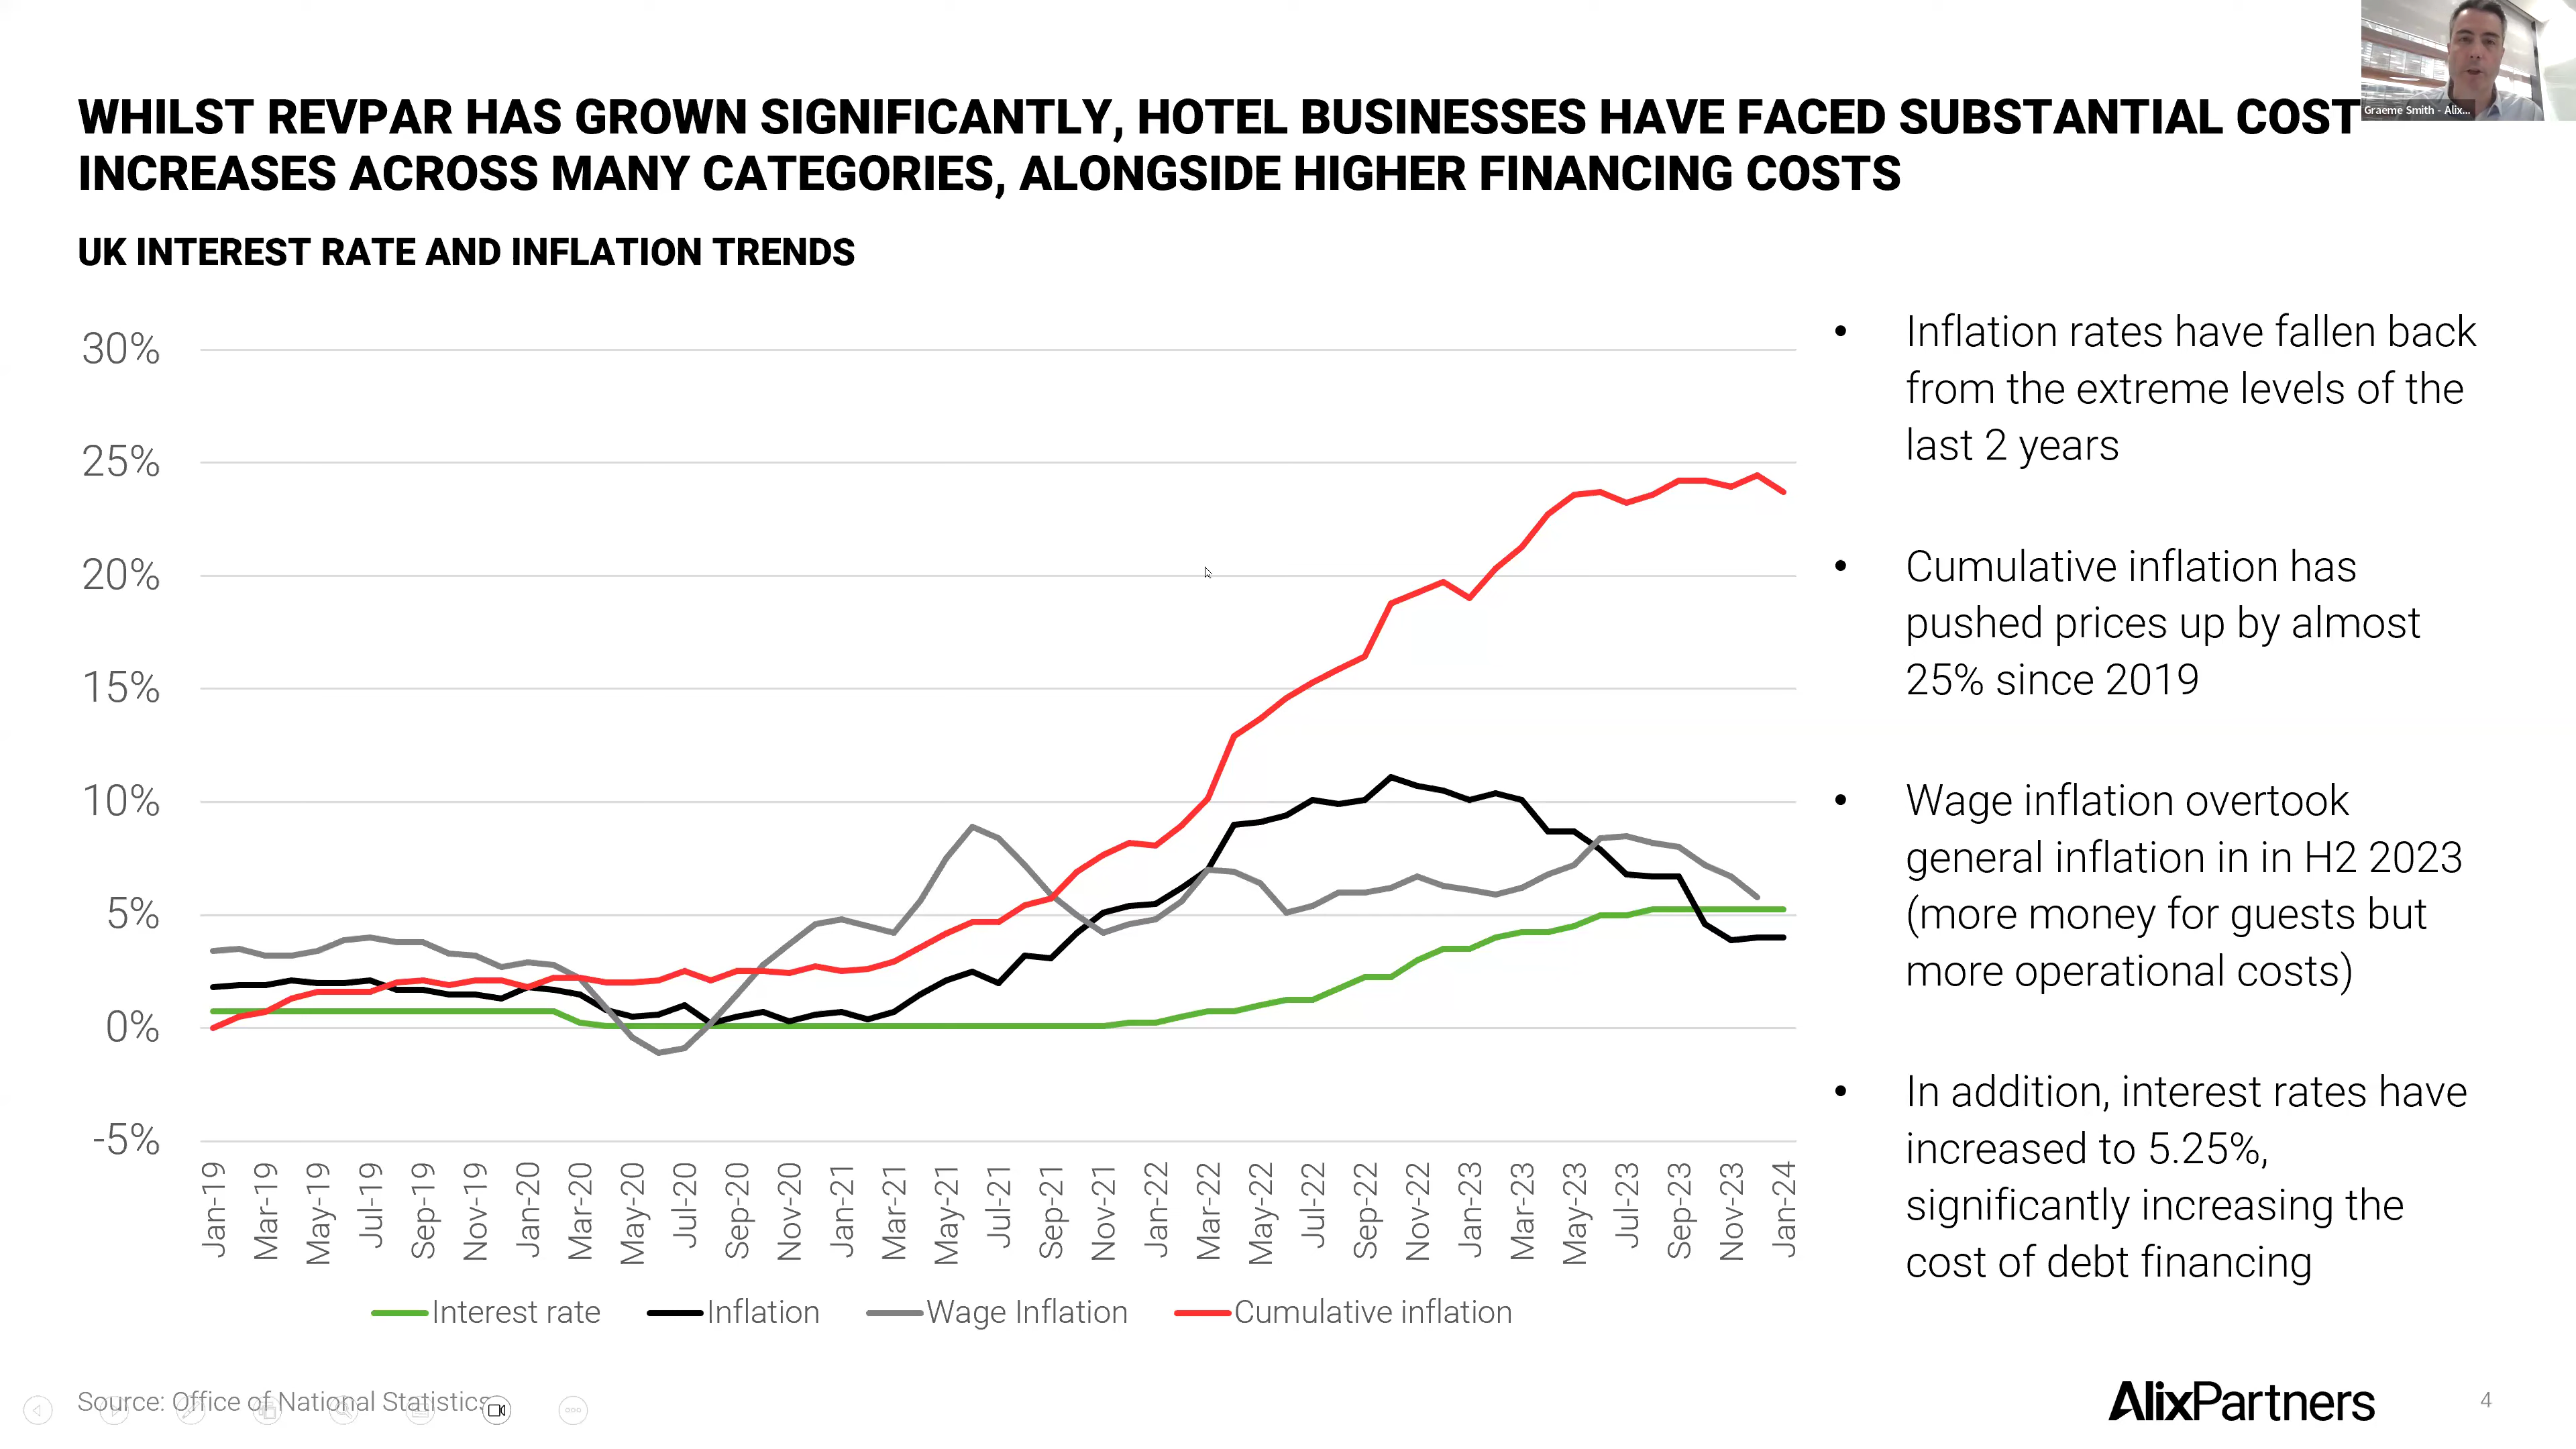 Graeme Smith - Alix...
WHILST REVPAR HAS GROWN SIGNIFICANTLY, HOTEL BUSINESSES HAVE FACED SUBSTANTIAL COST
INCREASES ACROSS MANY CATEGORIES, ALONGSIDE HIGHER FINANCING COSTS
UK INTEREST RATE AND INFLATION TRENDS
30%
25%
20%
15%
10%
5%
0%
-5%
Jan-19
Mar-19
May-19
Jul-19
Sep-19
Nov-19
Jan-20
Mar-20
May-20
Jul-20
Sep-20
Nov-20
Jan-21
Mar-21
May-21
Jul-21
Sep-21
Nov-21
Jan-22
Mar-22
May-22
Jul-22
Sep-22
Nov-22
Jan-23
Mar-23
May-23
Jul-23
Sep-23
Nov-23
Jan-24
Interest rate
Inflation
Wage Inflation
Cumulative inflation
• Inflation rates have fallen back
from the extreme levels of the
last 2 years
• Cumulative inflation has
pushed prices up by almost
25% since 2019
• Wage inflation overtook
general inflation in in H2 2023
(more money for guests but
more operational costs)
• In addition, interest rates have
increased to 5.25%,
significantly increasing the
cost of debt financing
Source: Office of National Statistics
AlixPartners
4